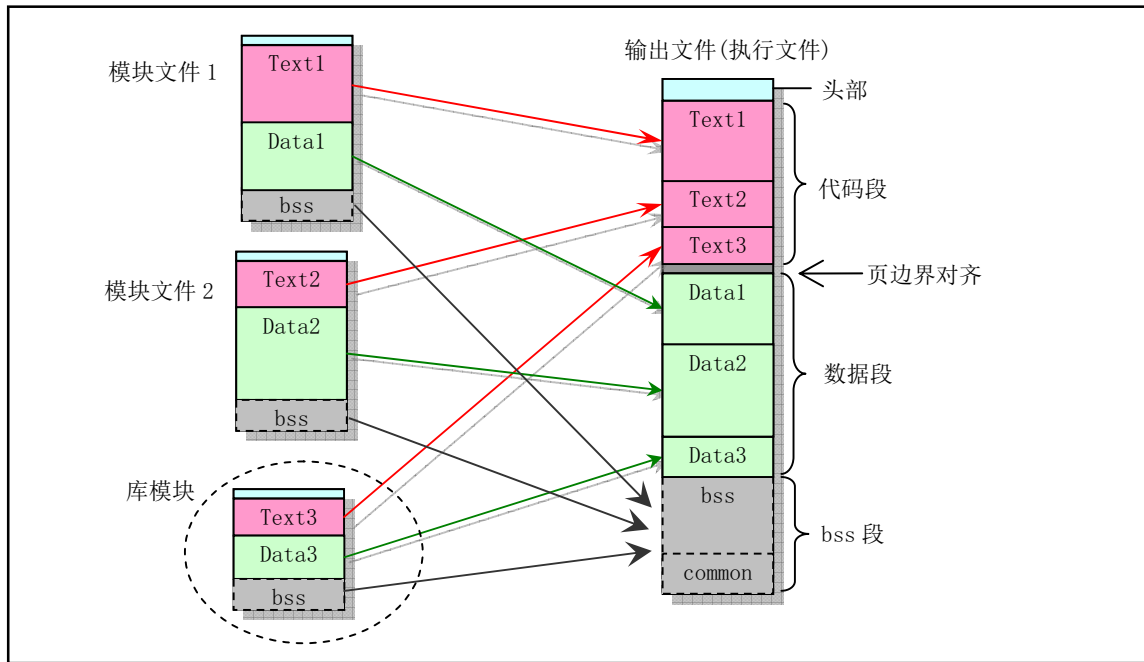 模块文件 1
Text1
Data1
bss
模块文件 2
Text2
Data2
bss
库模块
Text3
Data3
bss
输出文件(执行文件)
头部
Text1
Text2
Text3
代码段
页边界对齐
Data1
Data2
Data3
数据段
bss
common
bss 段